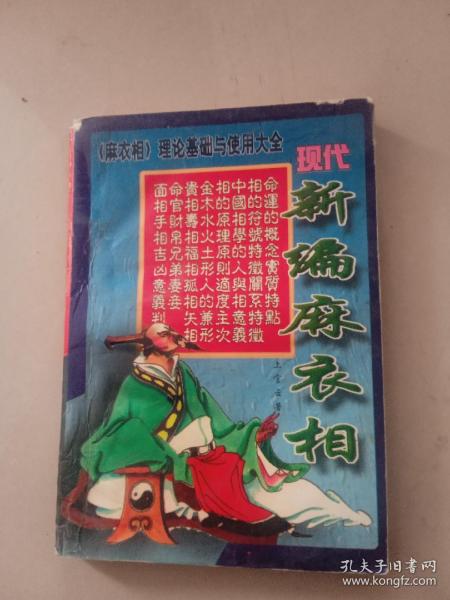 《麻衣相》理论基础与使用大全
现代
新编麻衣相
命運的概念實質特點
相的符號特徵關系特徵
中國相學的人與相意義
相的原理原則適度主次
金木水火土形人的兼形
貴相壽相福相孤相矢相
命官財帛兄弟妻妾
面相手相吉凶意義判
孔夫子旧书网
www.kongfz.com